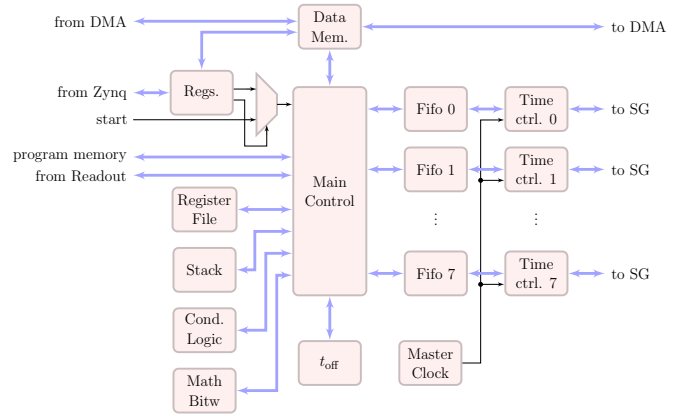 from DMA
Data
Mem.
to DMA
from Zynq
Regs.
start
Fifo 0
Time
ctrl. 0
to SG
program memory
from Readout
Main
Control
Fifo 1
Time
ctrl. 1
to SG
Register
File
⋮
⋮
Stack
Fifo 7
Time
ctrl. 7
to SG
Cond.
Logic
t_off
Master
Clock
Math
Bitw